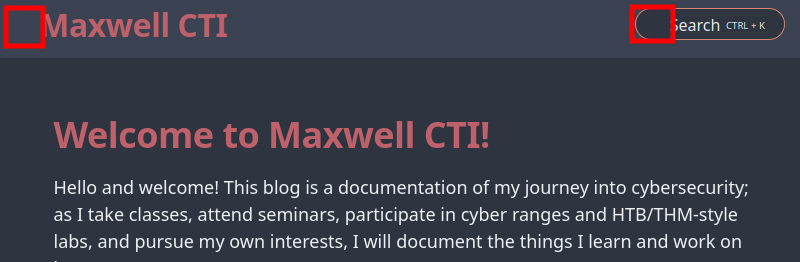 Maxwell CTI
Search CTRL + K
Welcome to Maxwell CTI!
Hello and welcome! This blog is a documentation of my journey into cybersecurity;
as I take classes, attend seminars, participate in cyber ranges and HTB/THM-style
labs, and pursue my own interests, I will document the things I learn and work on